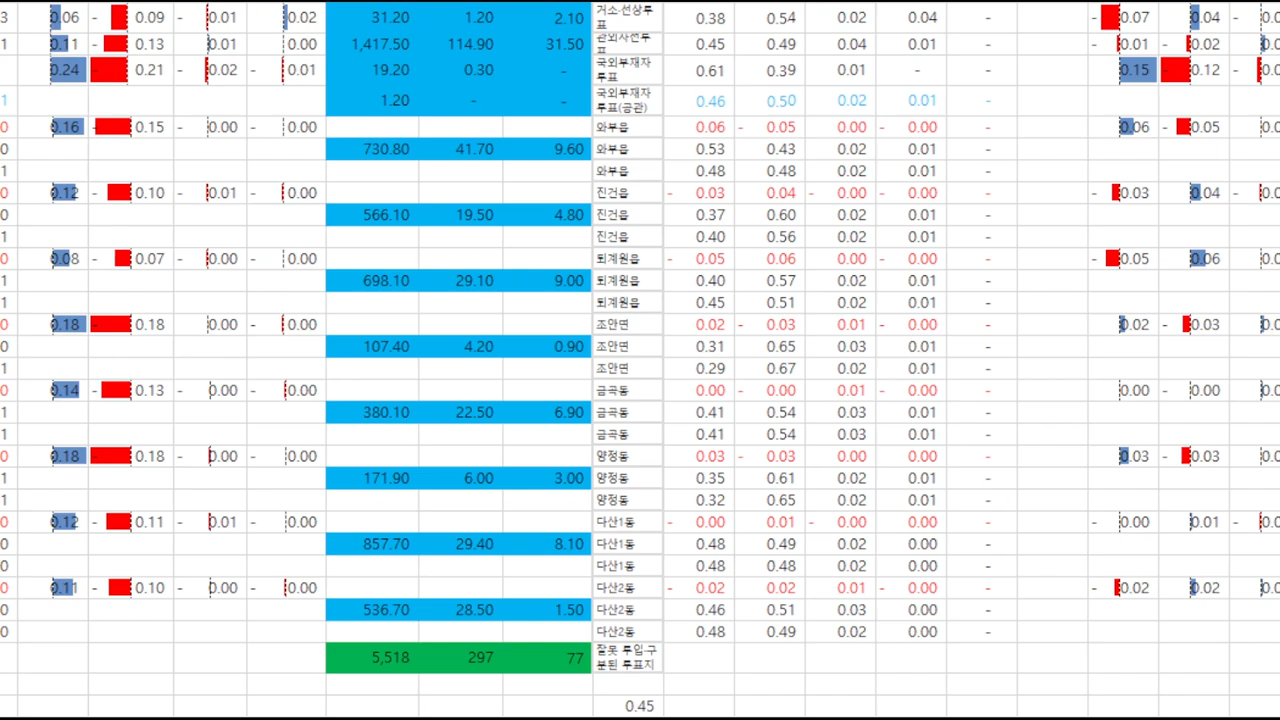 3 0.06 - 0.09 - 0.01 0.02 31.20 1.20 2.10 거소·선상투표 0.38 0.54 0.02 0.04 - - 0.07 0.04 -
1 0.11 - 0.13 0.01 0.00 1,417.50 114.90 31.50 관외사전투표 0.45 0.49 0.04 0.01 - - 0.01 - 0.02
0.24 0.21 - 0.02 - 0.01 19.20 0.30 - 국외부재자투표 0.61 0.39 0.01 - - 0.15 0.12 -
1 1.20 - - 국외부재자투표(공관) 0.46 0.50 0.02 0.01 -
0 0.16 - 0.15 - 0.00 - 0.00 와부읍 0.06 - 0.05 0.00 - 0.00 - 0.06 - 0.05
0 730.80 41.70 9.60 와부읍 0.53 0.43 0.02 0.01 -
1 와부읍 0.48 0.48 0.02 0.01 -
0 0.12 - 0.10 - 0.01 - 0.00 진건읍 - 0.03 0.04 - 0.00 - 0.00 - - 0.03 0.04 -
0 566.10 19.50 4.80 진건읍 0.37 0.60 0.02 0.01 -
1 진건읍 0.40 0.56 0.02 0.01 -
0 0.08 - 0.07 - 0.00 - 0.00 퇴계원읍 - 0.05 0.06 - 0.00 - 0.00 - - 0.05 0.06
1 698.10 29.10 9.00 퇴계원읍 0.40 0.57 0.02 0.01 -
1 퇴계원읍 0.45 0.51 0.02 0.01 -
0 0.18 - 0.18 0.00 - 0.00 조안면 0.02 - 0.03 0.01 - 0.00 - 0.02 - 0.03
0 107.40 4.20 0.90 조안면 0.31 0.65 0.03 0.01 -
1 조안면 0.29 0.67 0.02 0.01 -
0 0.14 - 0.13 - 0.00 - 0.00 금곡동 0.00 - 0.00 0.01 - 0.00 - 0.00 - 0.00
1 380.10 22.50 6.90 금곡동 0.41 0.54 0.03 0.01 -
1 금곡동 0.41 0.54 0.03 0.01 -
0 0.18 - 0.18 - 0.00 - 0.00 양정동 0.03 - 0.03 0.00 0.00 - 0.03 - 0.03
1 171.90 6.00 3.00 양정동 0.35 0.61 0.02 0.01 -
1 양정동 0.32 0.65 0.02 0.01 -
0 0.12 - 0.11 - 0.01 - 0.00 다산1동 - 0.00 0.01 - 0.00 - 0.00 - - 0.00 0.01 -
0 857.70 29.40 8.10 다산1동 0.48 0.49 0.02 0.00 -
0 다산1동 0.48 0.48 0.02 0.00 -
0 0.11 - 0.10 - 0.00 - 0.00 다산2동 - 0.02 0.02 0.01 - 0.00 - - 0.02 0.02
0 536.70 28.50 1.50 다산2동 0.46 0.51 0.03 0.00 -
0 다산2동 0.48 0.49 0.02 0.00 -
5,518 297 77 잘못 투입·구분된 투표지
0.45